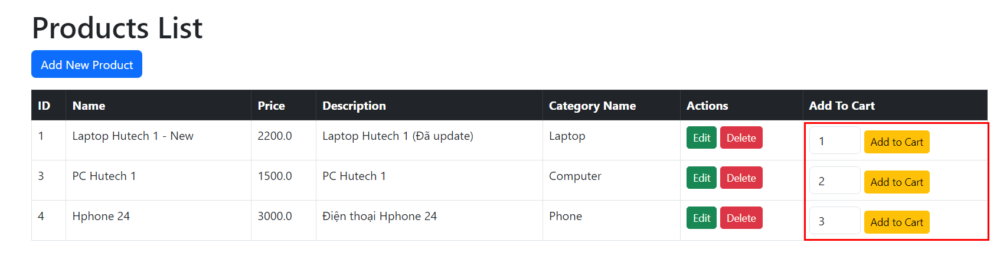 Products List
Add New Product
ID Name Price Description Category Name Actions Add To Cart
1 Laptop Hutech 1 - New 2200.0 Laptop Hutech 1 (Đã update) Laptop Edit Delete 1 Add to Cart
3 PC Hutech 1 1500.0 PC Hutech 1 Computer Edit Delete 2 Add to Cart
4 Hphone 24 3000.0 Điện thoại Hphone 24 Phone Edit Delete 3 Add to Cart